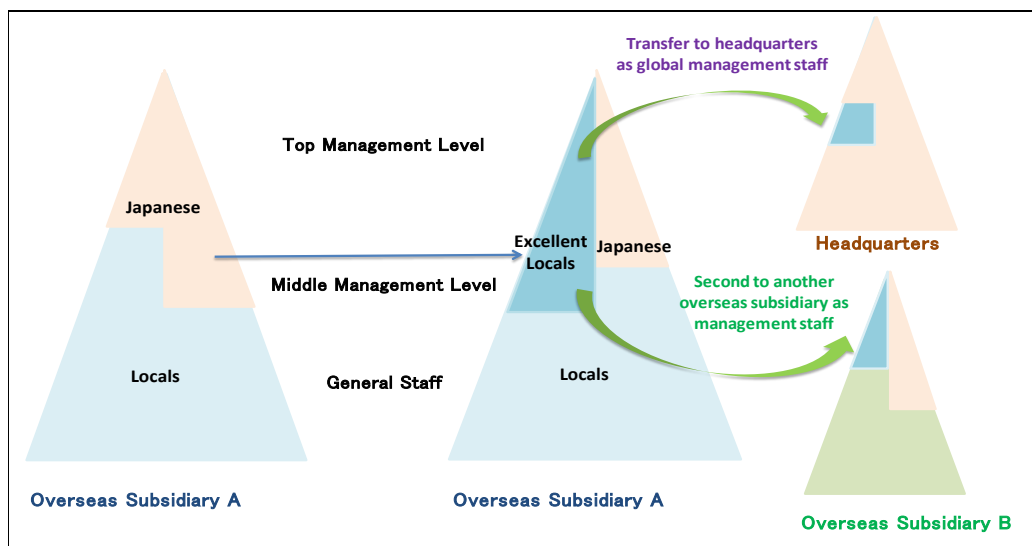 Transfer to headquarters
as global management staff
Top Management Level
Japanese
Excellent
Locals
Japanese
Headquarters
Middle Management Level
Second to another
overseas subsidiary as
management staff
Locals
General Staff
Locals
Overseas Subsidiary A
Overseas Subsidiary A
Overseas Subsidiary B